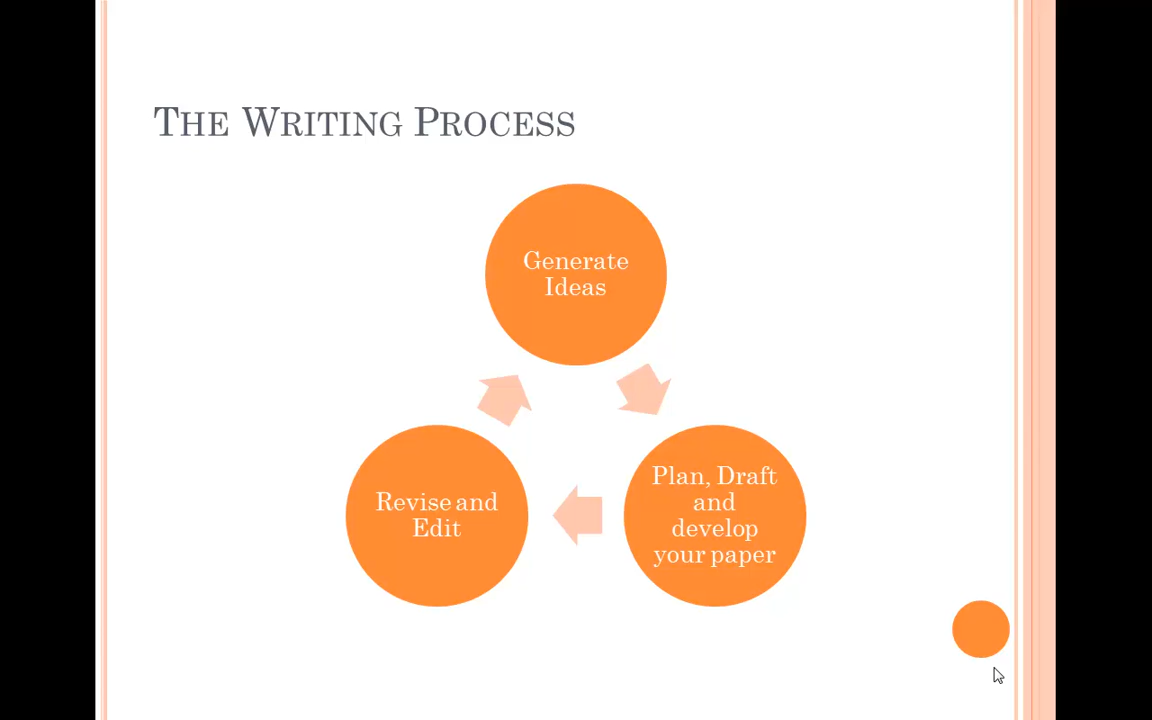 The Writing Process
Generate
Ideas
Plan, Draft
and
develop
your paper
Revise and
Edit